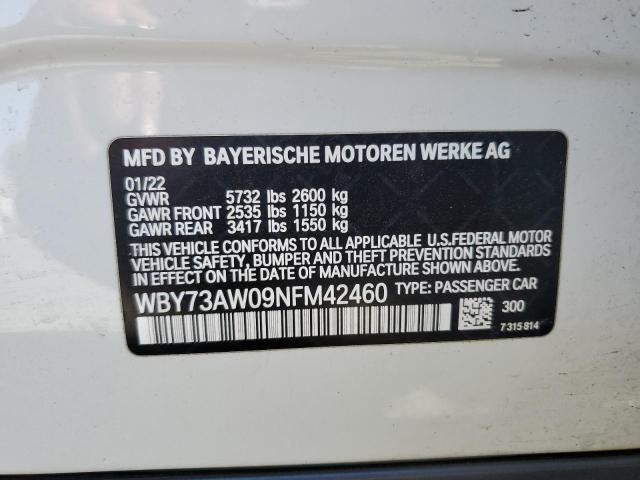 MFD BY BAYERISCHE MOTOREN WERKE AG
01/22
GVWR 5732 lbs 2600 kg
GAWR FRONT 2535 lbs 1150 kg
GAWR REAR 3417 lbs 1550 kg
THIS VEHICLE CONFORMS TO ALL APPLICABLE U.S.FEDERAL MOTOR
VEHICLE SAFETY, BUMPER AND THEFT PREVENTION STANDARDS
IN EFFECT ON THE DATE OF MANUFACTURE SHOWN ABOVE.
WBY73AW09NFM42460 TYPE: PASSENGER CAR
300
7315814